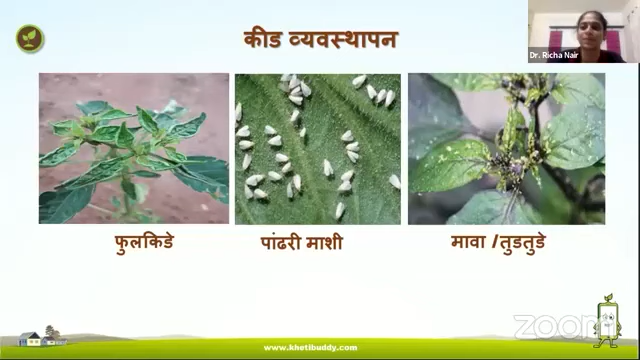 कीड व्यवस्थापन
Dr. Richa Nair
फुलकिडे
पांढरी माशी
मावा /तुडतुडे
zoom
www.khetibuddy.com